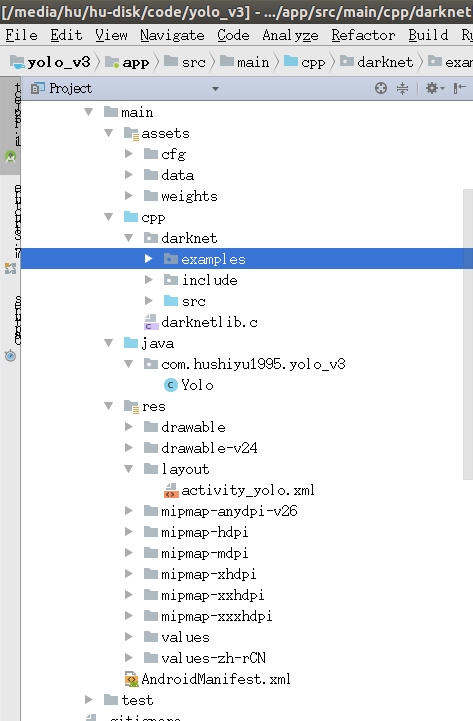 [/media/hu/hu-disk/code/yolo_v3] - .../app/src/main/cpp/darknet
File Edit View Navigate Code Analyze Refactor Build
yolo_v3 app src main cpp darknet
Project
main
assets
cfg
data
weights
cpp
darknet
examples
include
src
darknetlib.c
java
com.hushiyu1995.yolo_v3
Yolo
res
drawable
drawable-v24
layout
activity_yolo.xml
mipmap-anydpi-v26
mipmap-hdpi
mipmap-mdpi
mipmap-xhdpi
mipmap-xxhdpi
mipmap-xxxhdpi
values
values-zh-rCN
AndroidManifest.xml
test
.gitignore